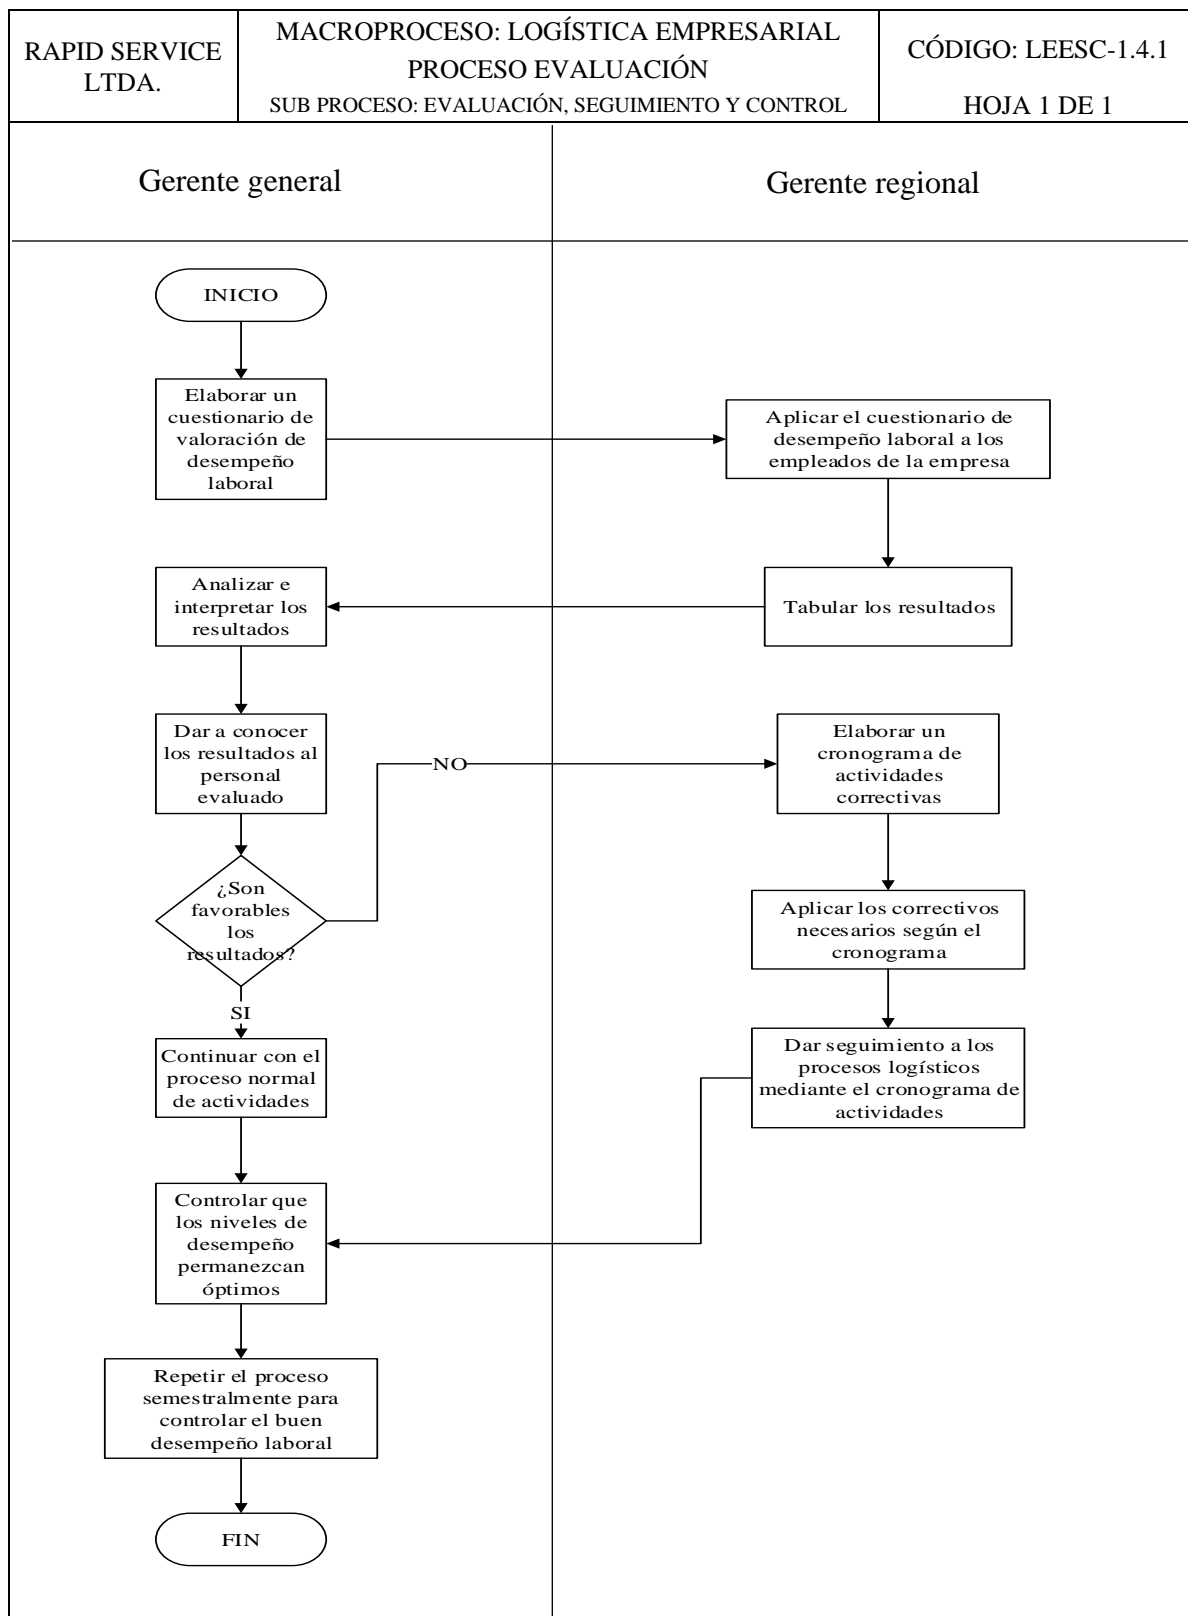 RAPID SERVICE
LTDA.
MACROPROCESO: LOGÍSTICA EMPRESARIAL
PROCESO EVALUACIÓN
SUB PROCESO: EVALUACIÓN, SEGUIMIENTO Y CONTROL
CÓDIGO: LEESC-1.4.1
HOJA 1 DE 1
Gerente general
Gerente regional
INICIO
Elaborar un
cuestionario de
valoración de
desempeño
laboral
Aplicar el cuestionario de
desempeño laboral a los
empleados de la empresa
Tabular los resultados
Analizar e
interpretar los
resultados
Dar a conocer
los resultados al
personal
evaluado
¿Son
favorables
los
resultados?
NO
Elaborar un
cronograma de
actividades
correctivas
Aplicar los correctivos
necesarios según el
cronograma
Dar seguimiento a los
procesos logísticos
mediante el cronograma de
actividades
SI
Continuar con el
proceso normal
de actividades
Controlar que
los niveles de
desempeño
permanezcan
óptimos
Repetir el proceso
semestralmente para
controlar el buen
desempeño laboral
FIN